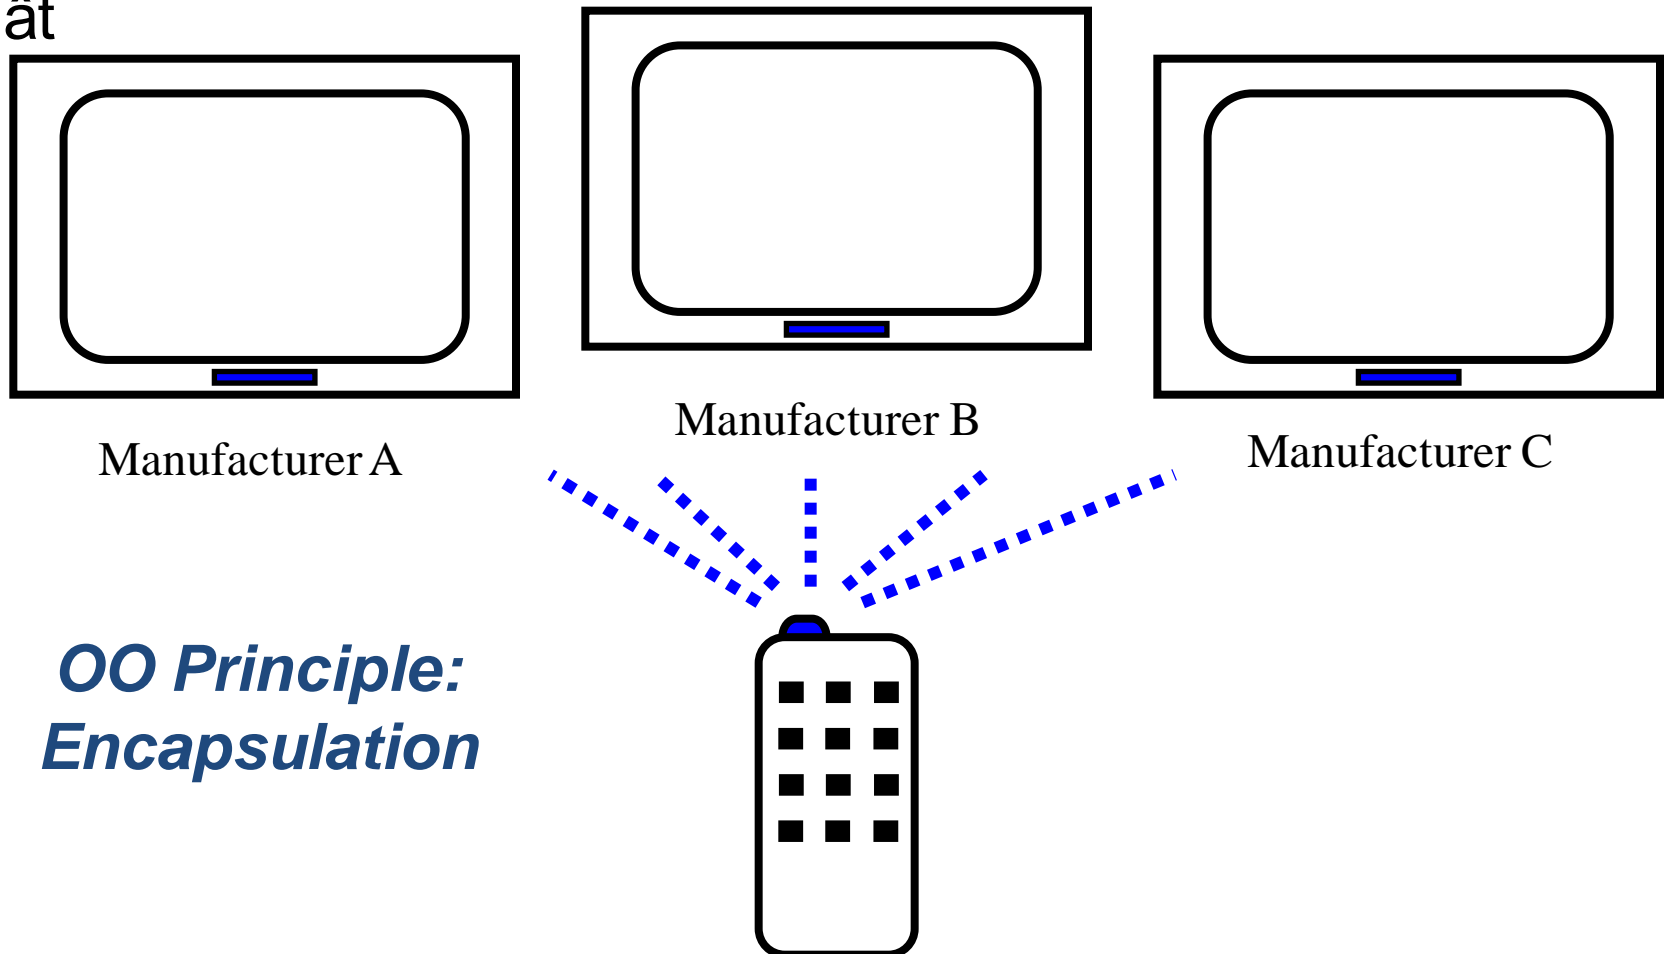 ät
Manufacturer A
Manufacturer B
Manufacturer C
OO Principle:
Encapsulation